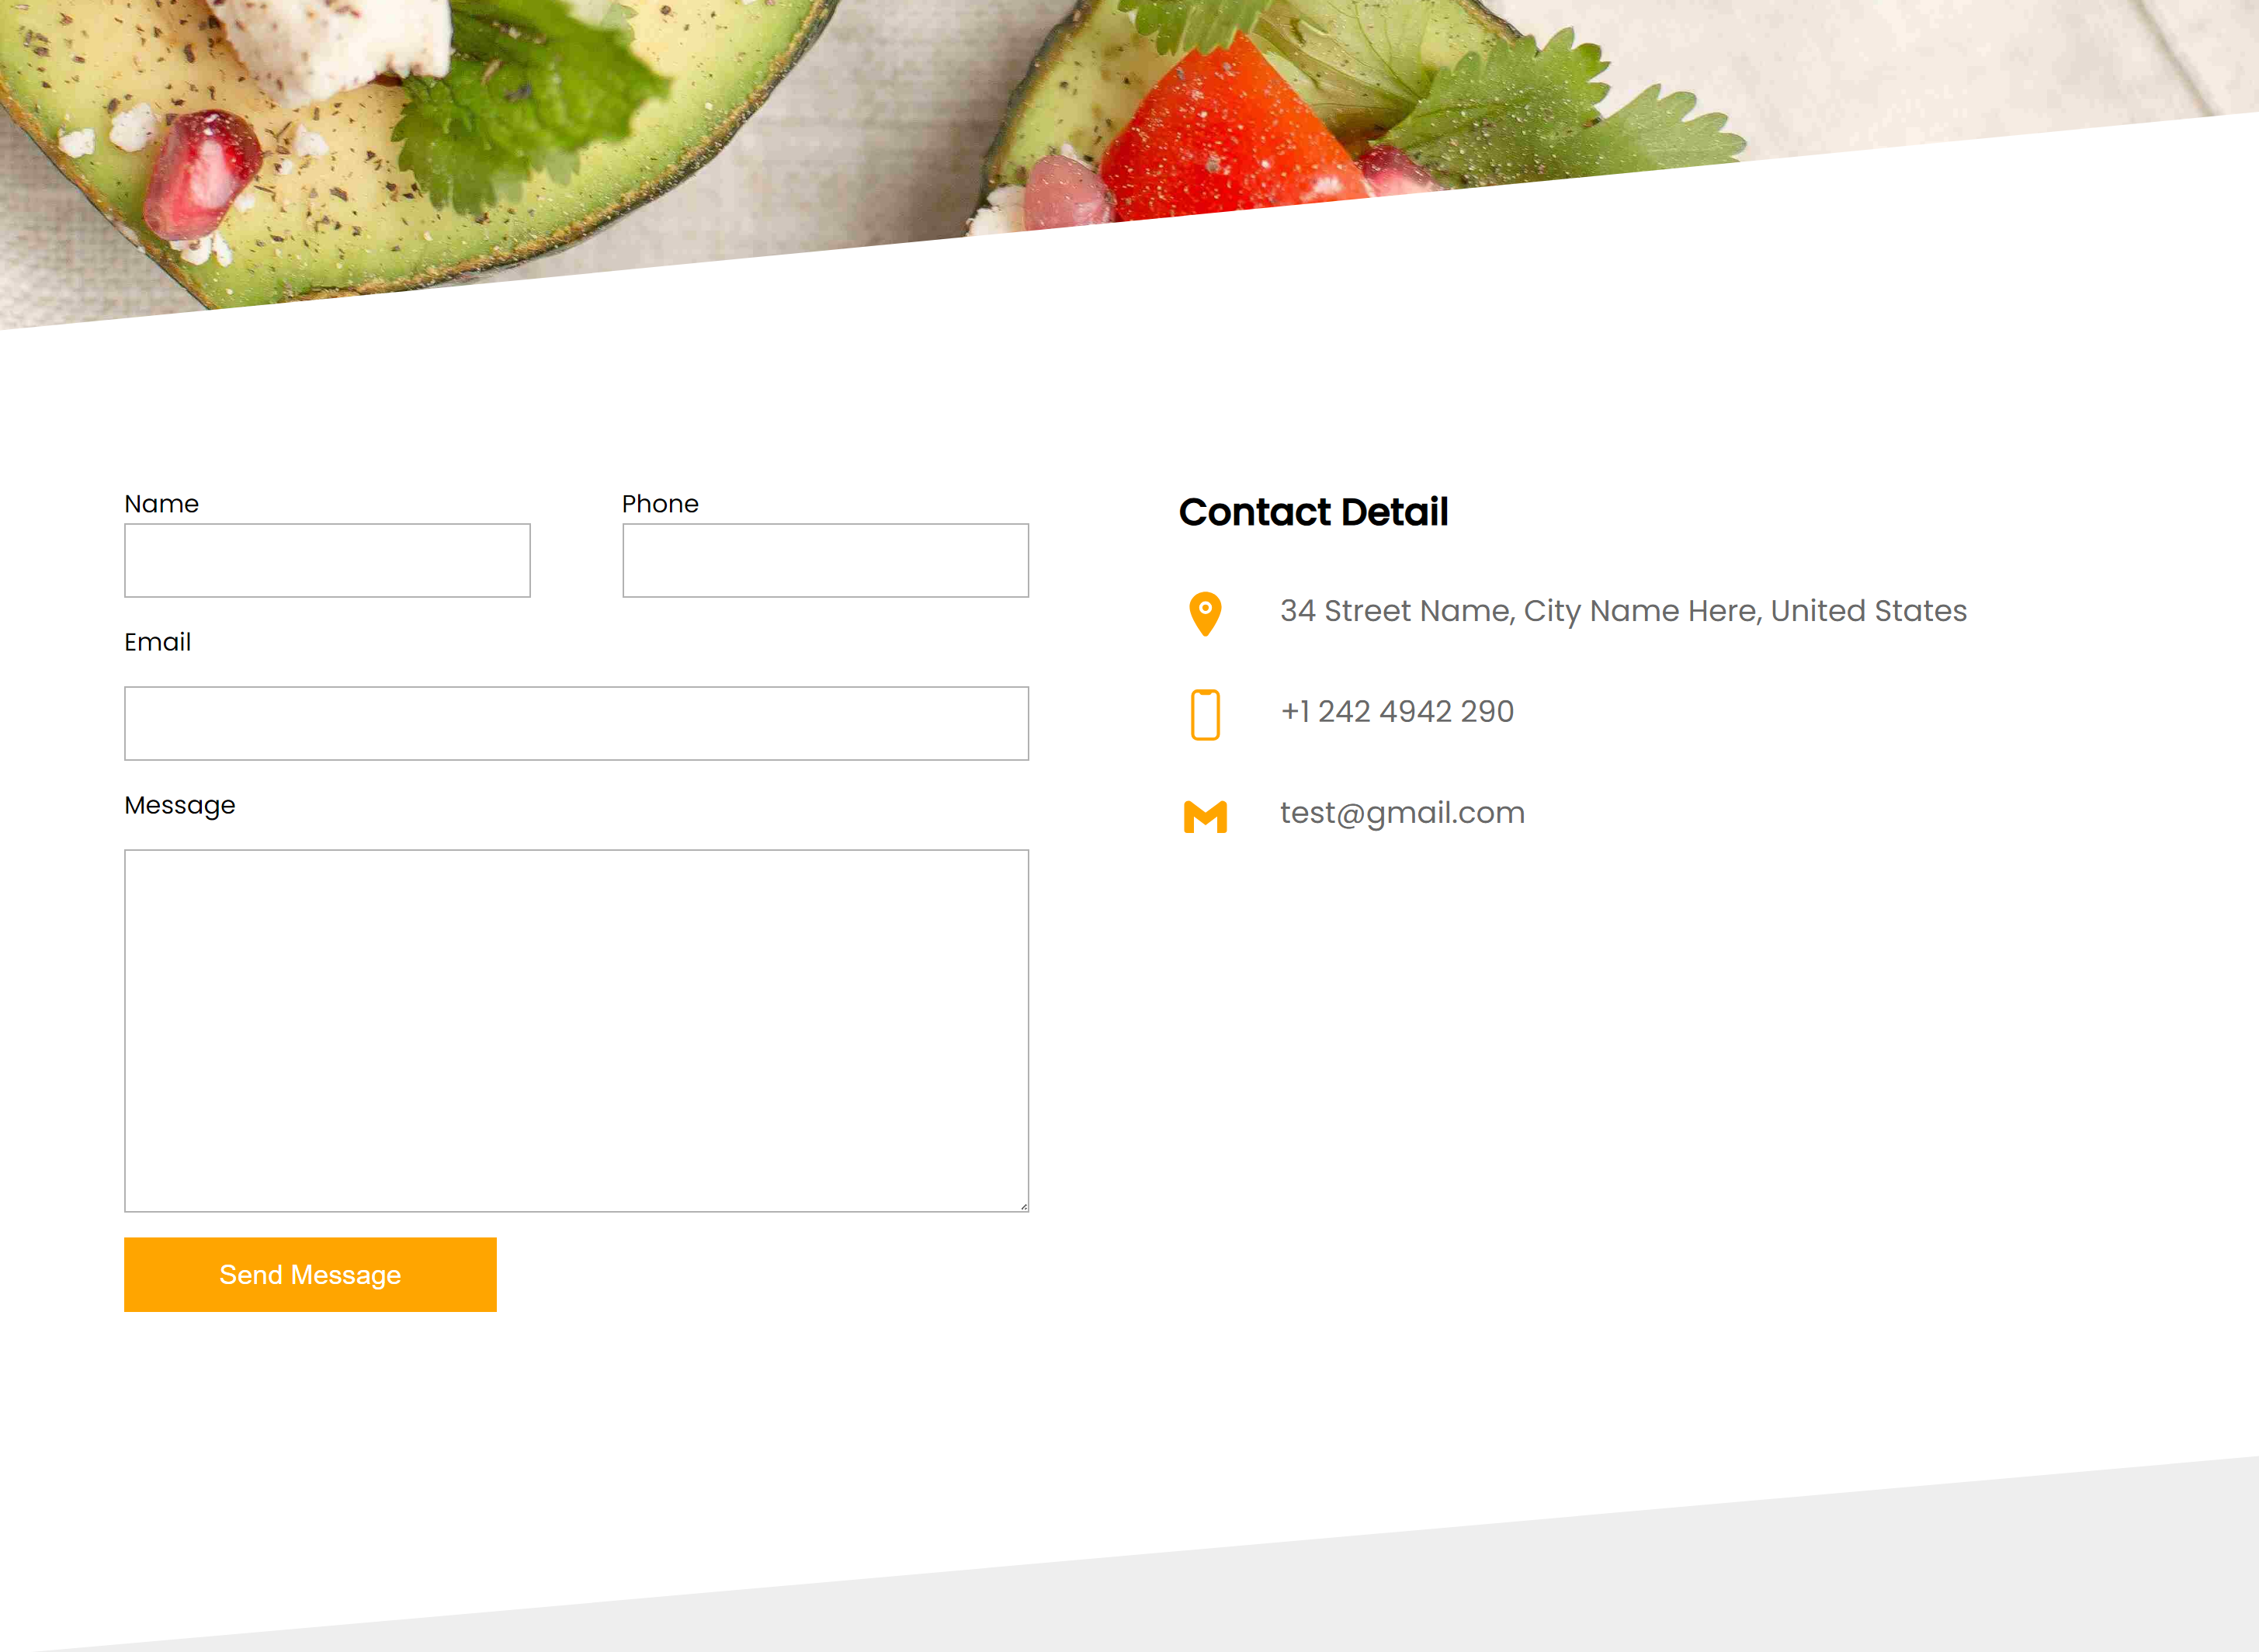 Name
Phone
Email
Message
Send Message
Contact Detail
34 Street Name, City Name Here, United States
+1 242 4942 290
test@gmail.com